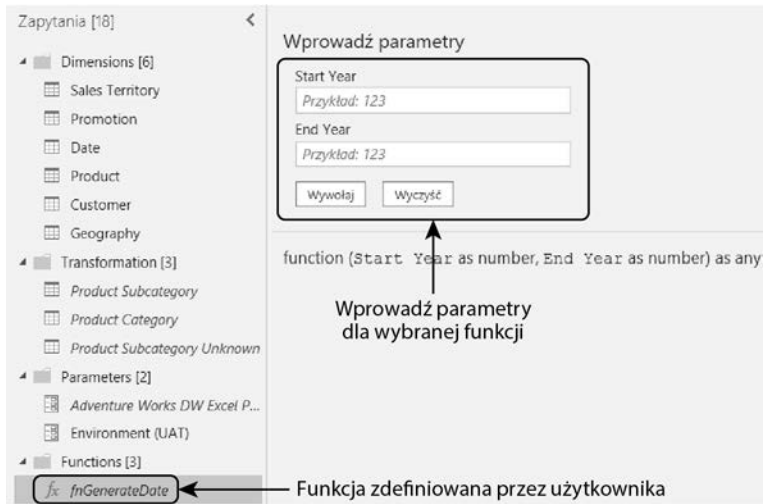 Zapytania [18]
Dimensions [6]
Sales Territory
Promotion
Date
Product
Customer
Geography
Transformation [3]
Product Subcategory
Product Category
Product Subcategory Unknown
Parameters [2]
Adventure Works DW Excel P...
Environment (UAT)
Functions [3]
fx fnGenerateDate
Wprowadź parametry
Start Year
Przykład: 123
End Year
Przykład: 123
Wywołaj Wyczyść
function (Start Year as number, End Year as number) as any
Wprowadź parametry
dla wybranej funkcji
Funkcja zdefiniowana przez użytkownika